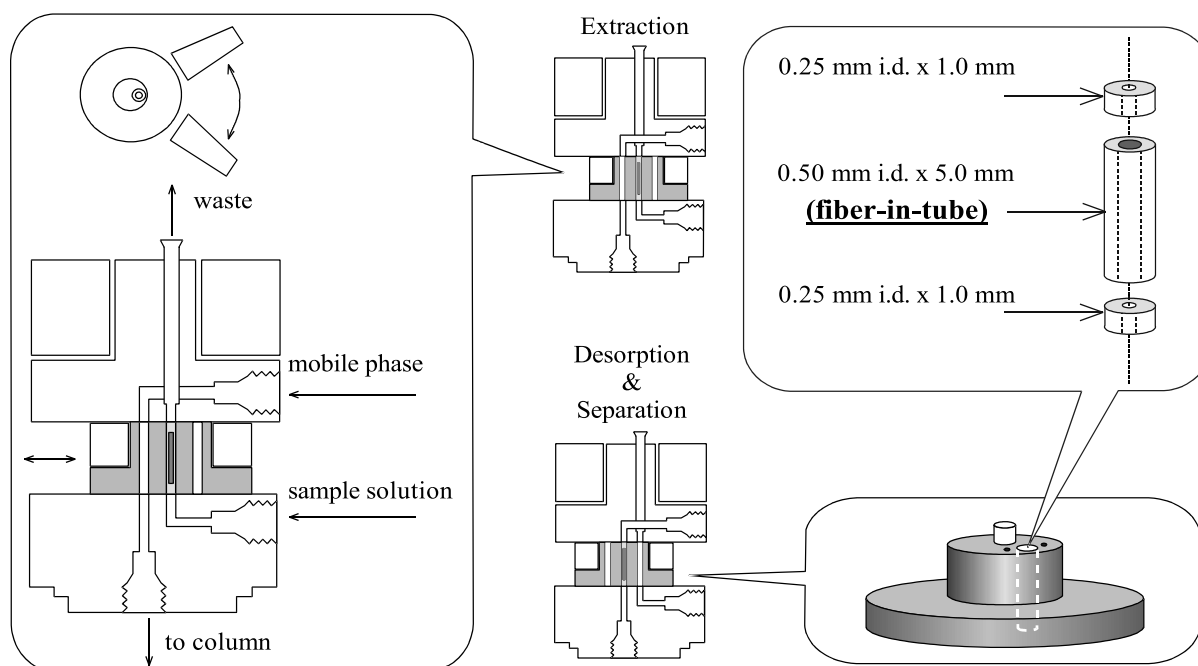 waste
mobile phase
sample solution
to column
Extraction
Desorption
&
Separation
0.25 mm i.d. x 1.0 mm
0.50 mm i.d. x 5.0 mm
(fiber-in-tube)
0.25 mm i.d. x 1.0 mm